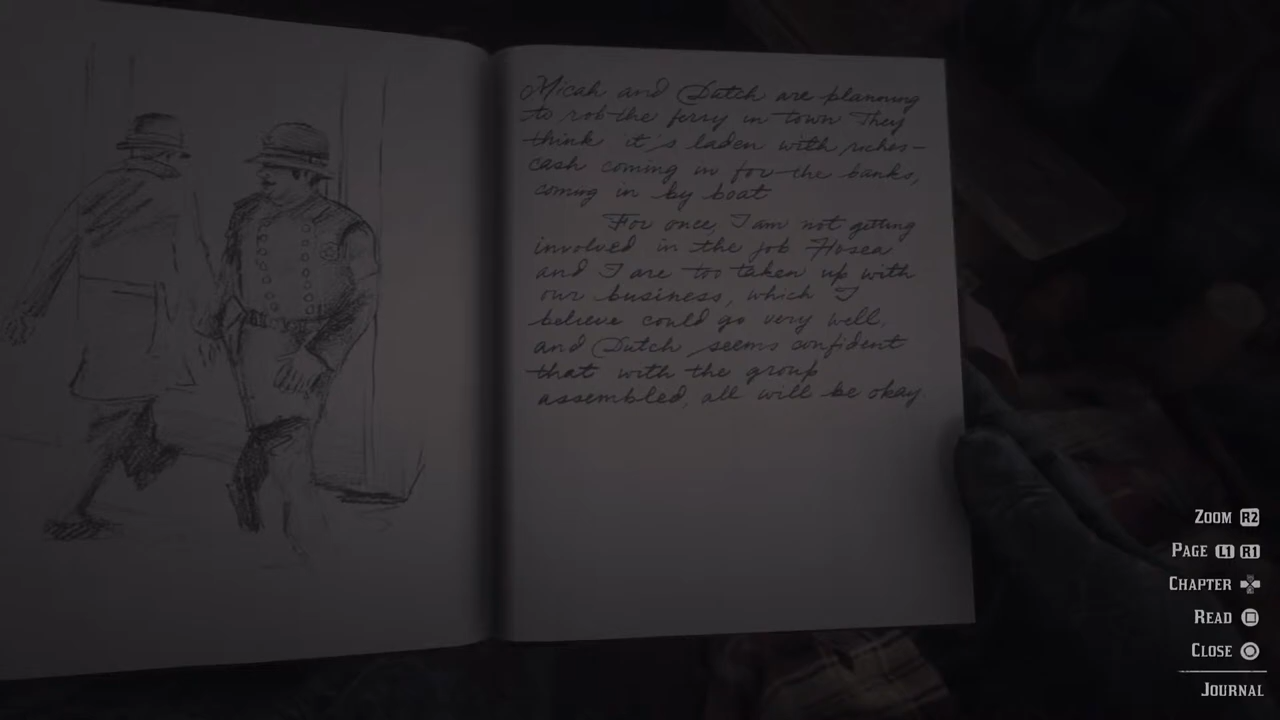 Micah and Dutch are planning
to rob the ferry in town They
think it's laden with riches-
cash coming in for the banks,
coming in by boat
For once, I am not getting
involved in the job Hosea
and I are too taken up with
our business, which I
believe could go very well,
and Dutch seems confident
that with the group
assembled, all will be okay.
ZOOM R2
PAGE L1 R1
CHAPTER
READ
CLOSE
JOURNAL